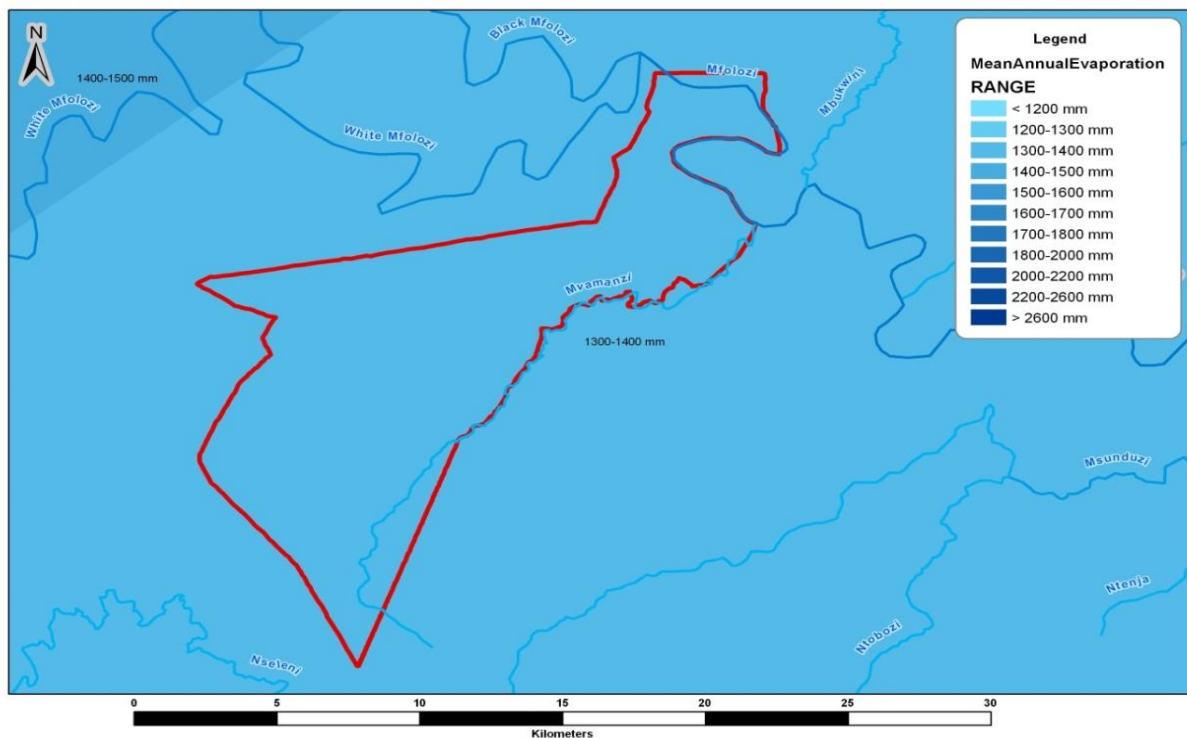 N
1400-1500 mm
White Mfolozi
Black Mfolozi
White Mfolozi
Mfolozi
Mbukwini
Mvamanzi
1300-1400 mm
Msunduzi
Ntenja
Ntobozi
Nseleni
Legend
MeanAnnualEvaporation
RANGE
< 1200 mm
1200-1300 mm
1300-1400 mm
1400-1500 mm
1500-1600 mm
1600-1700 mm
1700-1800 mm
1800-2000 mm
2000-2200 mm
2200-2600 mm
> 2600 mm
0 5 10 15 20 25 30
Kilometers